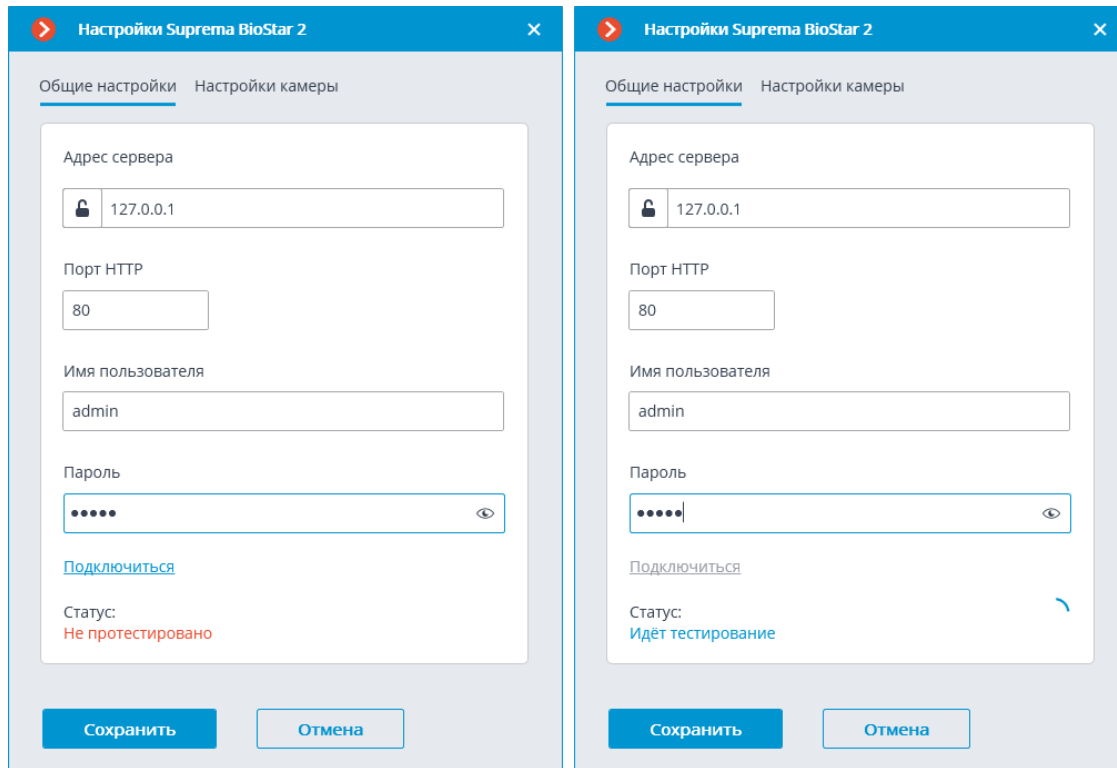 Настройки Suprema BioStar 2
Общие настройки Настройки камеры
Адрес сервера
127.0.0.1
Порт HTTP
80
Имя пользователя
admin
Пароль
•••••
Подключиться
Статус:
Не протестировано
Сохранить Отмена
Настройки Suprema BioStar 2
Общие настройки Настройки камеры
Адрес сервера
127.0.0.1
Порт HTTP
80
Имя пользователя
admin
Пароль
•••••
Подключиться
Статус:
Идёт тестирование
Сохранить Отмена